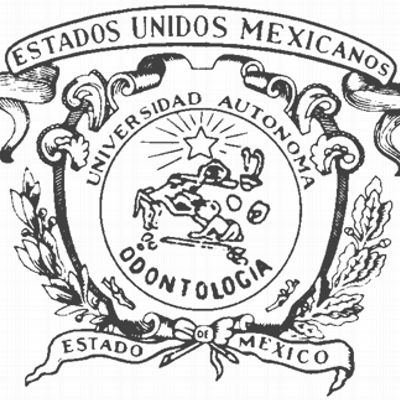 ESTADOS UNIDOS MEXICANOS
UNIVERSIDAD AUTONOMA
ODONTOLOGIA
ESTADO DE MEXICO